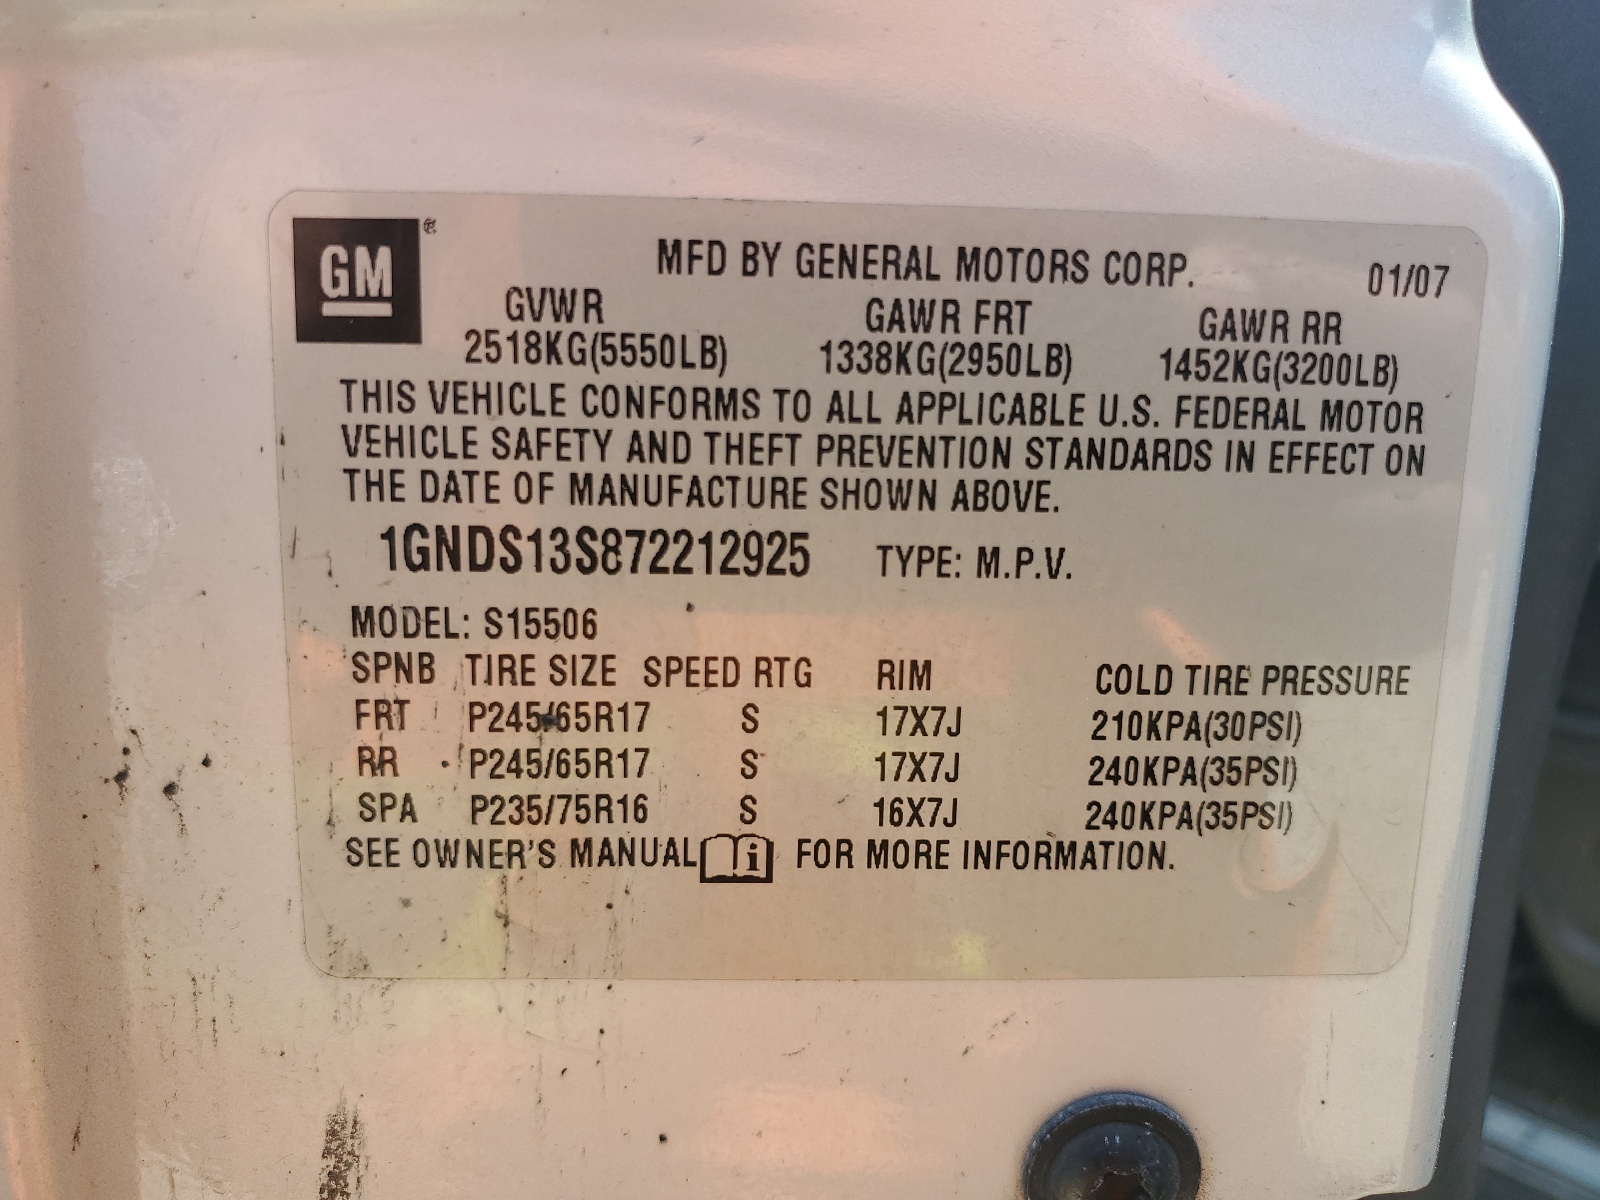 GM ®
MFD BY GENERAL MOTORS CORP. 01/07
GVWR GAWR FRT GAWR RR
2518KG(5550LB) 1338KG(2950LB) 1452KG(3200LB)
THIS VEHICLE CONFORMS TO ALL APPLICABLE U.S. FEDERAL MOTOR
VEHICLE SAFETY AND THEFT PREVENTION STANDARDS IN EFFECT ON
THE DATE OF MANUFACTURE SHOWN ABOVE.
1GNDS13S872212925 TYPE: M.P.V.
MODEL: S15506
SPNB TIRE SIZE SPEED RTG RIM COLD TIRE PRESSURE
FRT P245/65R17 S 17X7J 210KPA(30PSI)
RR P245/65R17 S 17X7J 240KPA(35PSI)
SPA P235/75R16 S 16X7J 240KPA(35PSI)
SEE OWNER'S MANUAL i FOR MORE INFORMATION.